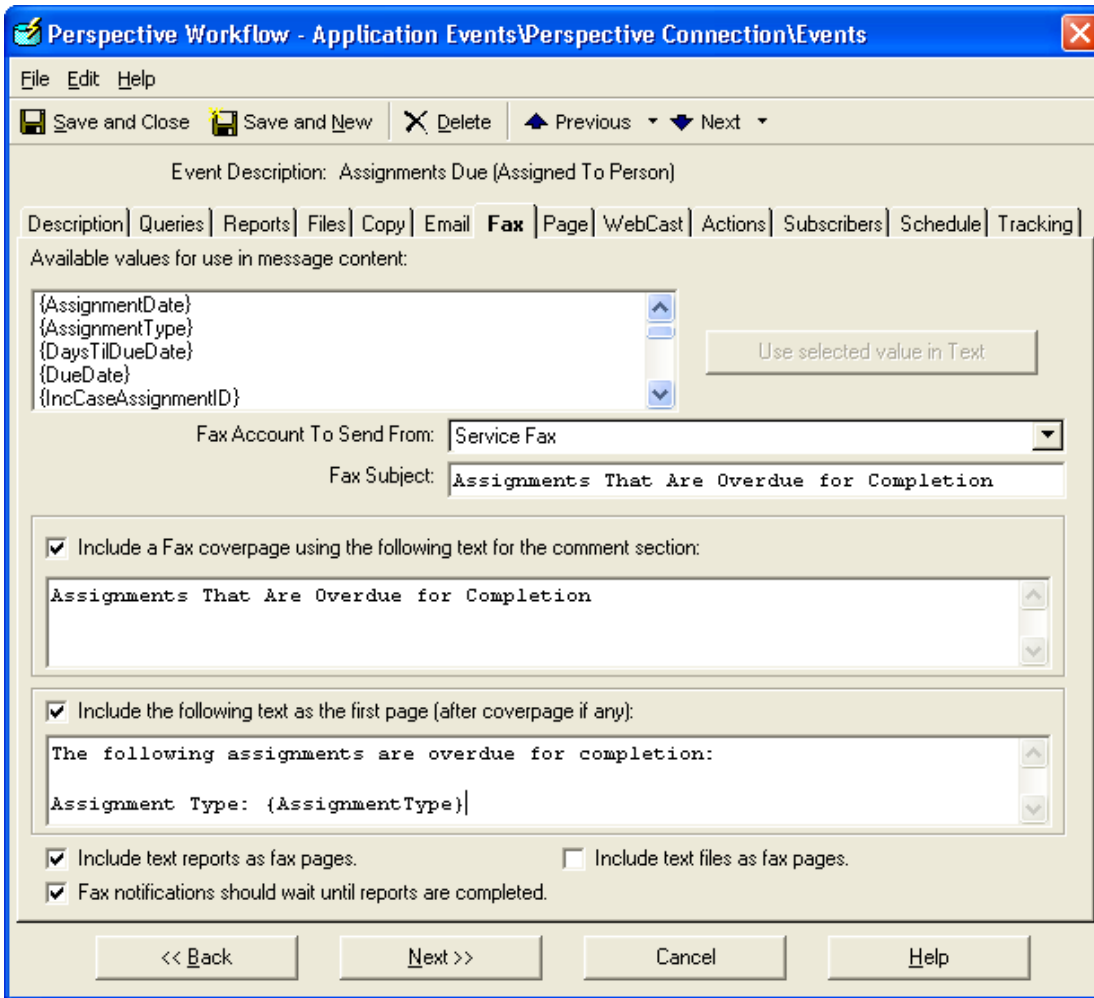 Perspective Workflow - Application Events\Perspective Connection\Events
File Edit Help
Save and Close Save and New Delete Previous Next
Event Description: Assignments Due (Assigned To Person)
Description Queries Reports Files Copy Email Fax Page WebCast Actions Subscribers Schedule Tracking
Available values for use in message content:
{AssignmentDate}
{AssignmentType}
{DaysTilDueDate}
{DueDate}
{IncCaseAssignmentID}
Use selected value in Text
Fax Account To Send From: Service Fax
Fax Subject: Assignments That Are Overdue for Completion
Include a Fax coverpage using the following text for the comment section:
Assignments That Are Overdue for Completion
Include the following text as the first page (after coverpage if any):
The following assignments are overdue for completion:
Assignment Type: {AssignmentType}
Include text reports as fax pages. Include text files as fax pages.
Fax notifications should wait until reports are completed.
<< Back Next >> Cancel Help